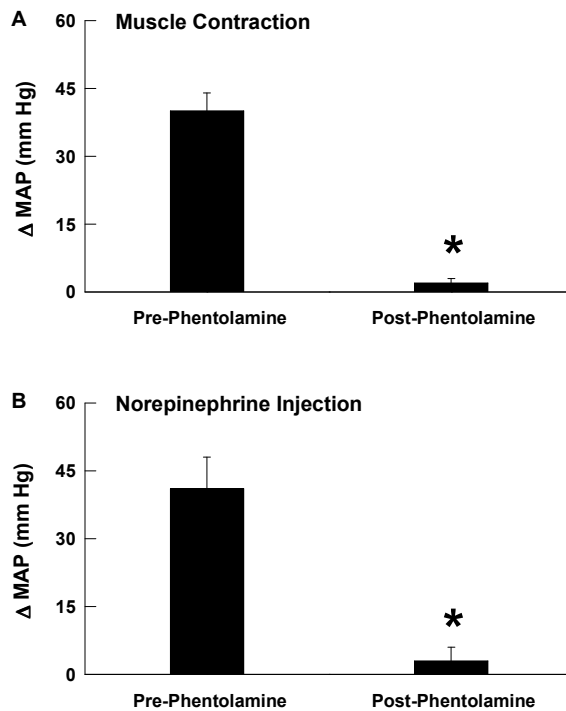 A Muscle Contraction
60
45
30
15
0
Δ MAP (mm Hg)
*
Pre-Phentolamine Post-Phentolamine
B Norepinephrine Injection
60
45
30
15
0
Δ MAP (mm Hg)
*
Pre-Phentolamine Post-Phentolamine